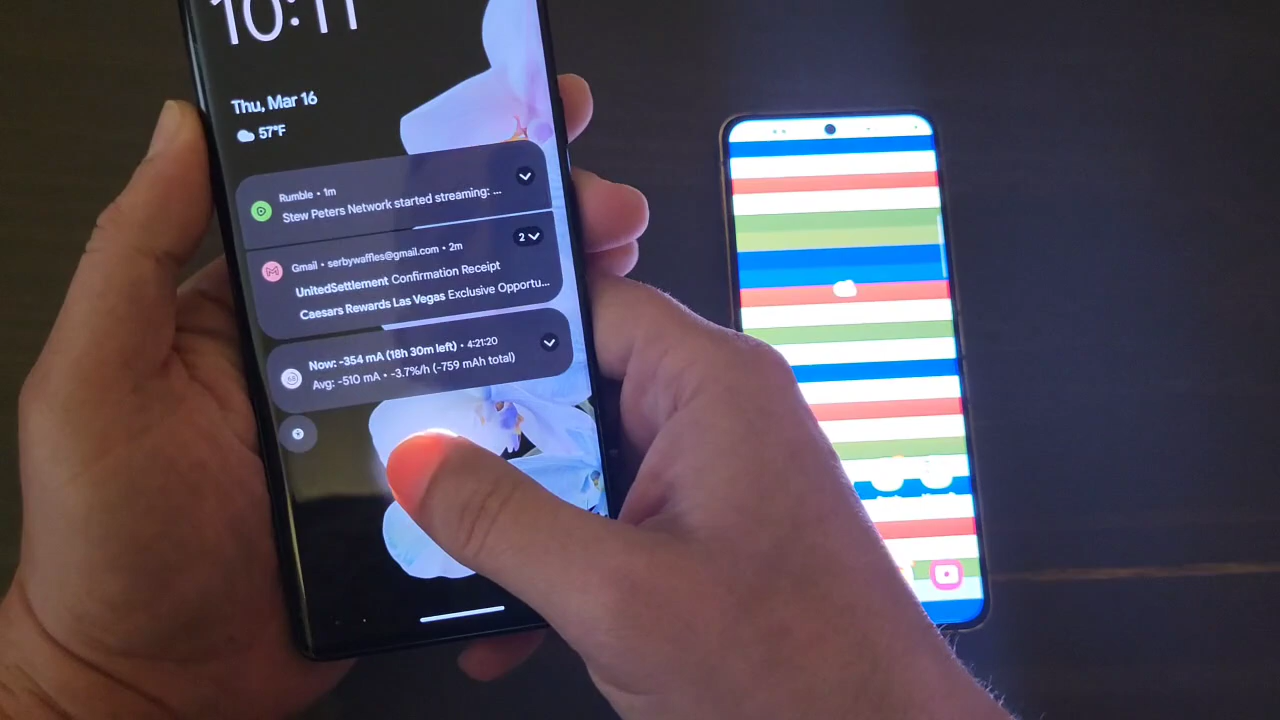 10:11
Thu, Mar 16
57°F
Rumble • 1m
Stew Peters Network started streaming: ...
2
Gmail • serbywaffles@gmail.com • 2m
UnitedSettlement Confirmation Receipt
Caesars Rewards Las Vegas Exclusive Opportu...
Now: -354 mA (18h 30m left) • 4:21:20
Avg: -510 mA • -3.7%/h (-759 mAh total)